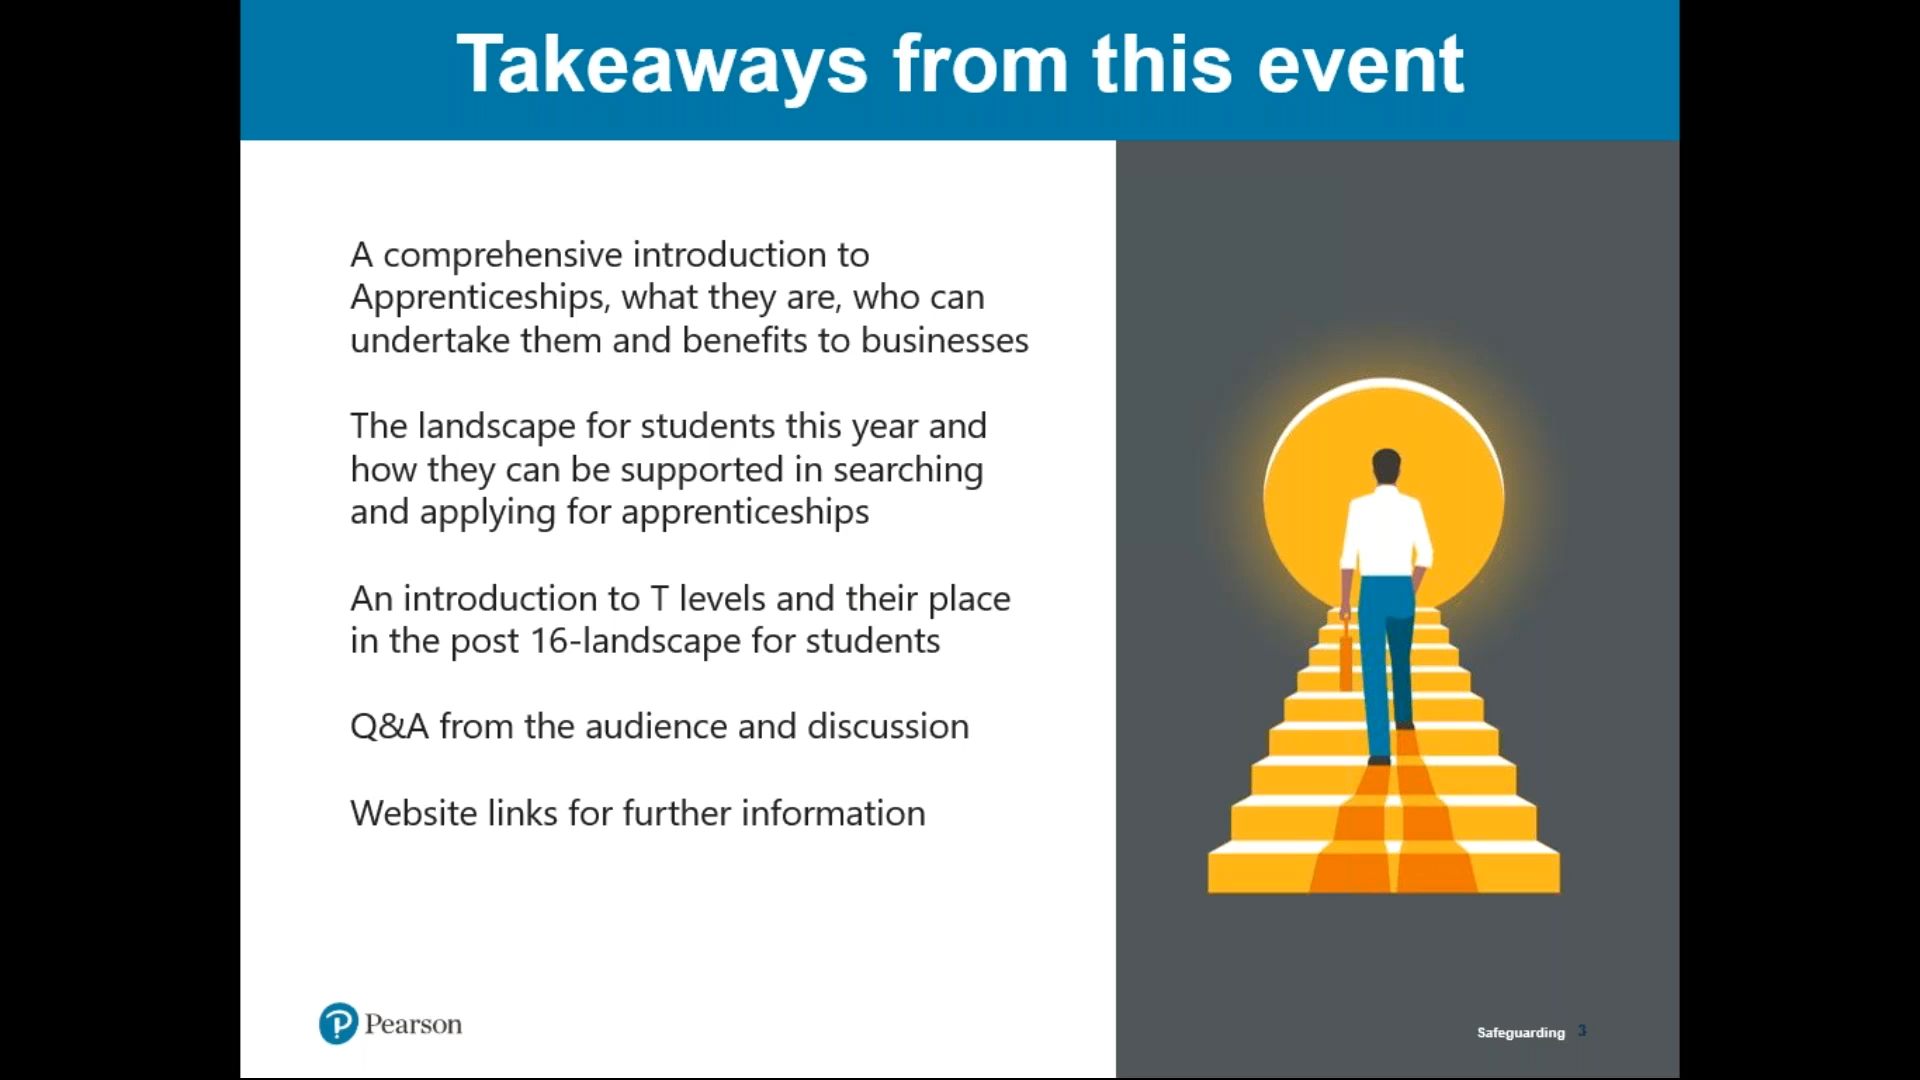 Takeaways from this event
A comprehensive introduction to
Apprenticeships, what they are, who can
undertake them and benefits to businesses
The landscape for students this year and
how they can be supported in searching
and applying for apprenticeships
An introduction to T levels and their place
in the post 16-landscape for students
Q&A from the audience and discussion
Website links for further information
Pearson
Safeguarding 3